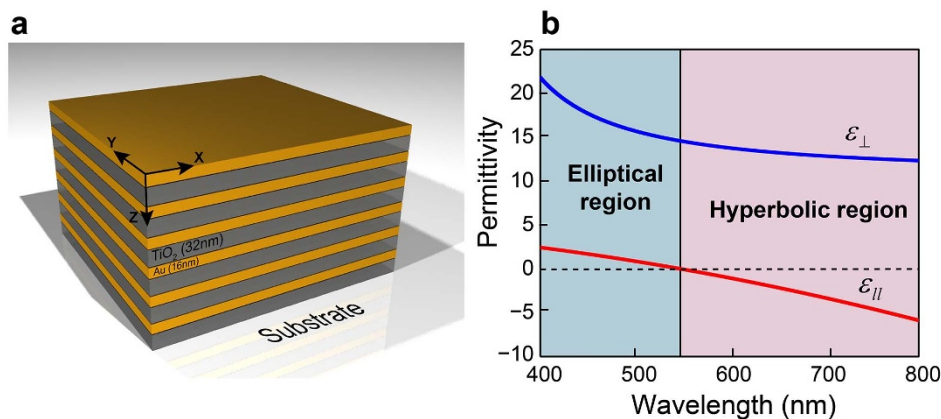 a
Y
X
Z
TiO₂ (32nm)
Au (16nm)
Substrate
b
Permittivity
25
20
15
10
5
0
−5
−10
Elliptical
region
Hyperbolic region
ε⊥
ε//
400
500
600
700
800
Wavelength (nm)